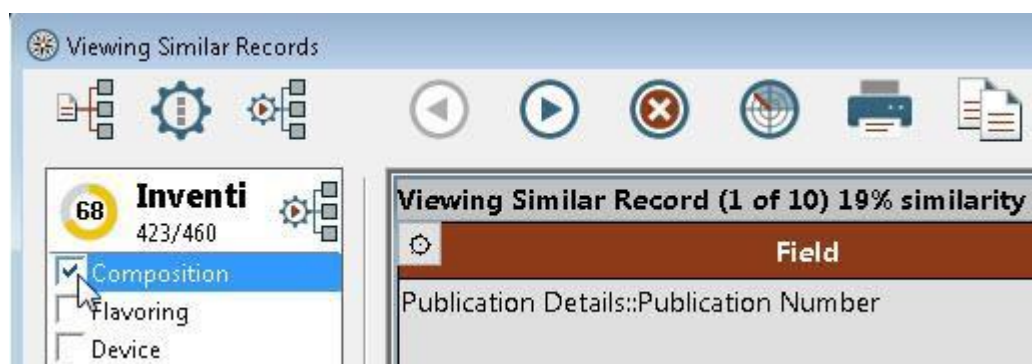 Viewing Similar Records
68
Inventi
423/460
Composition
Flavoring
Device
Viewing Similar Record (1 of 10) 19% similarity
Field
Publication Details::Publication Number